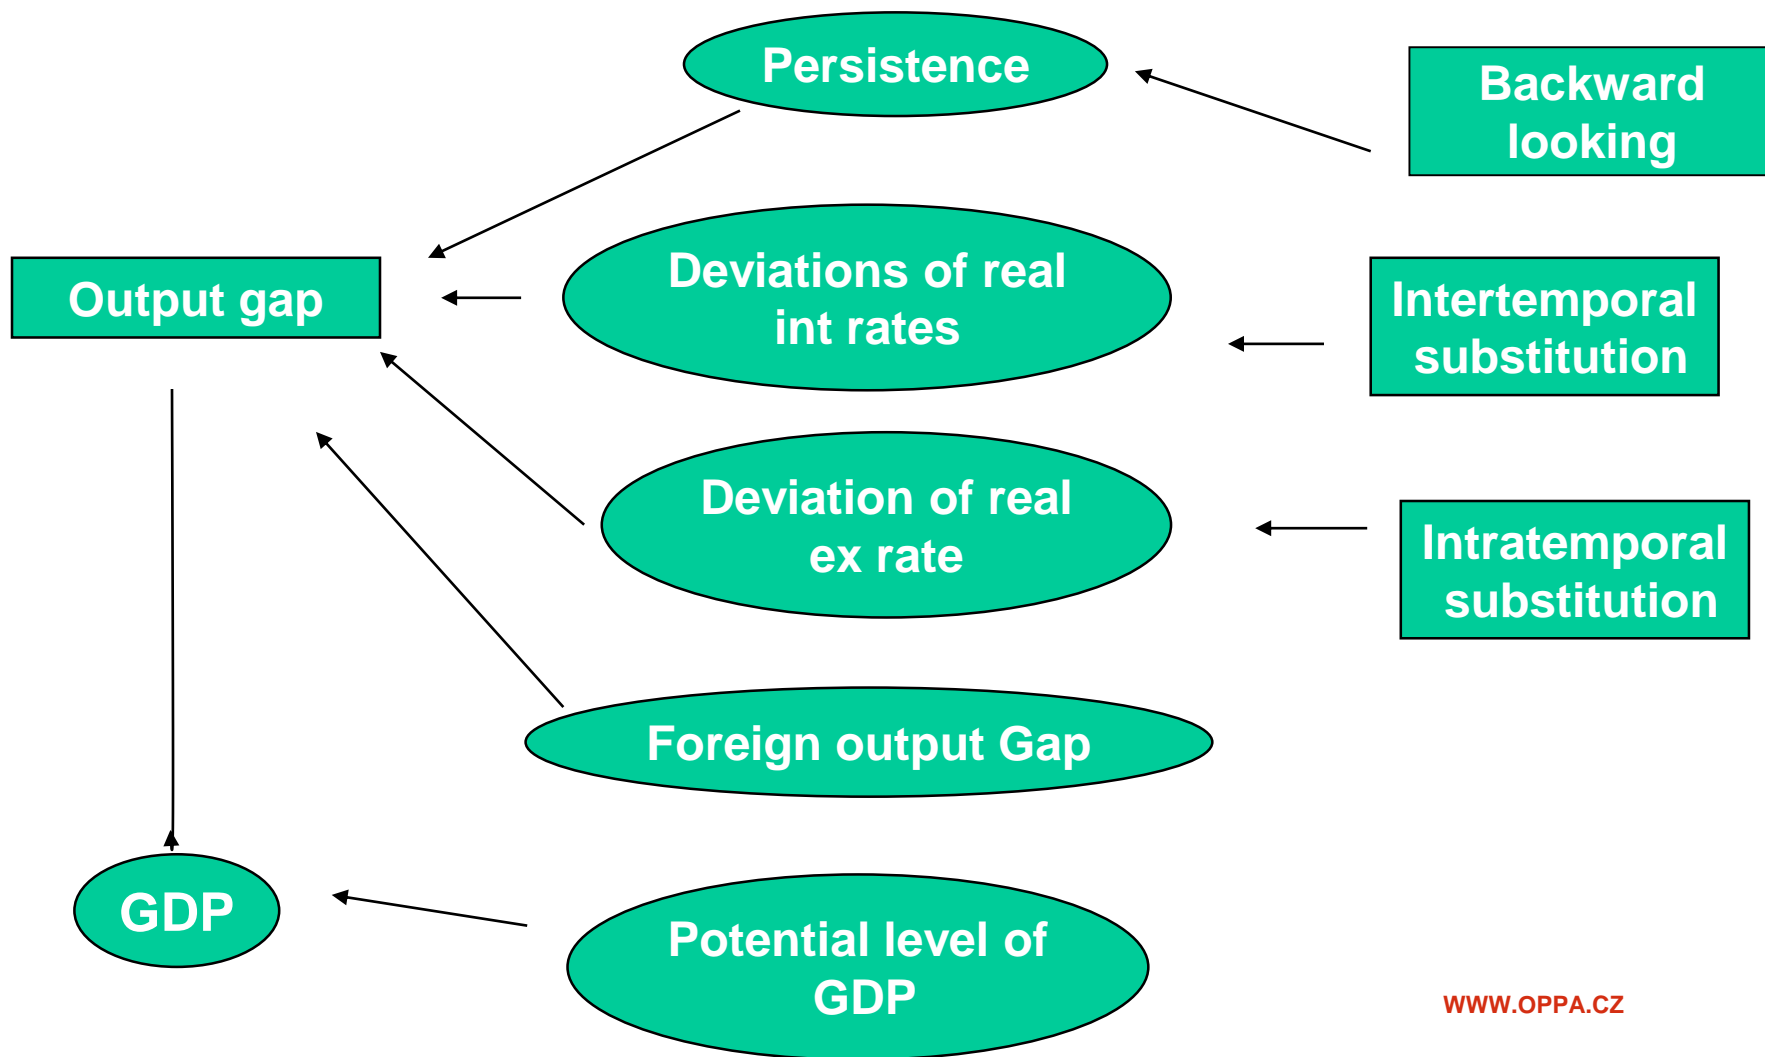 Persistence
Backward
looking
Output gap
Deviations of real
int rates
Intertemporal
substitution
Deviation of real
ex rate
Intratemporal
substitution
Foreign output Gap
GDP
Potential level of
GDP
WWW.OPPA.CZ